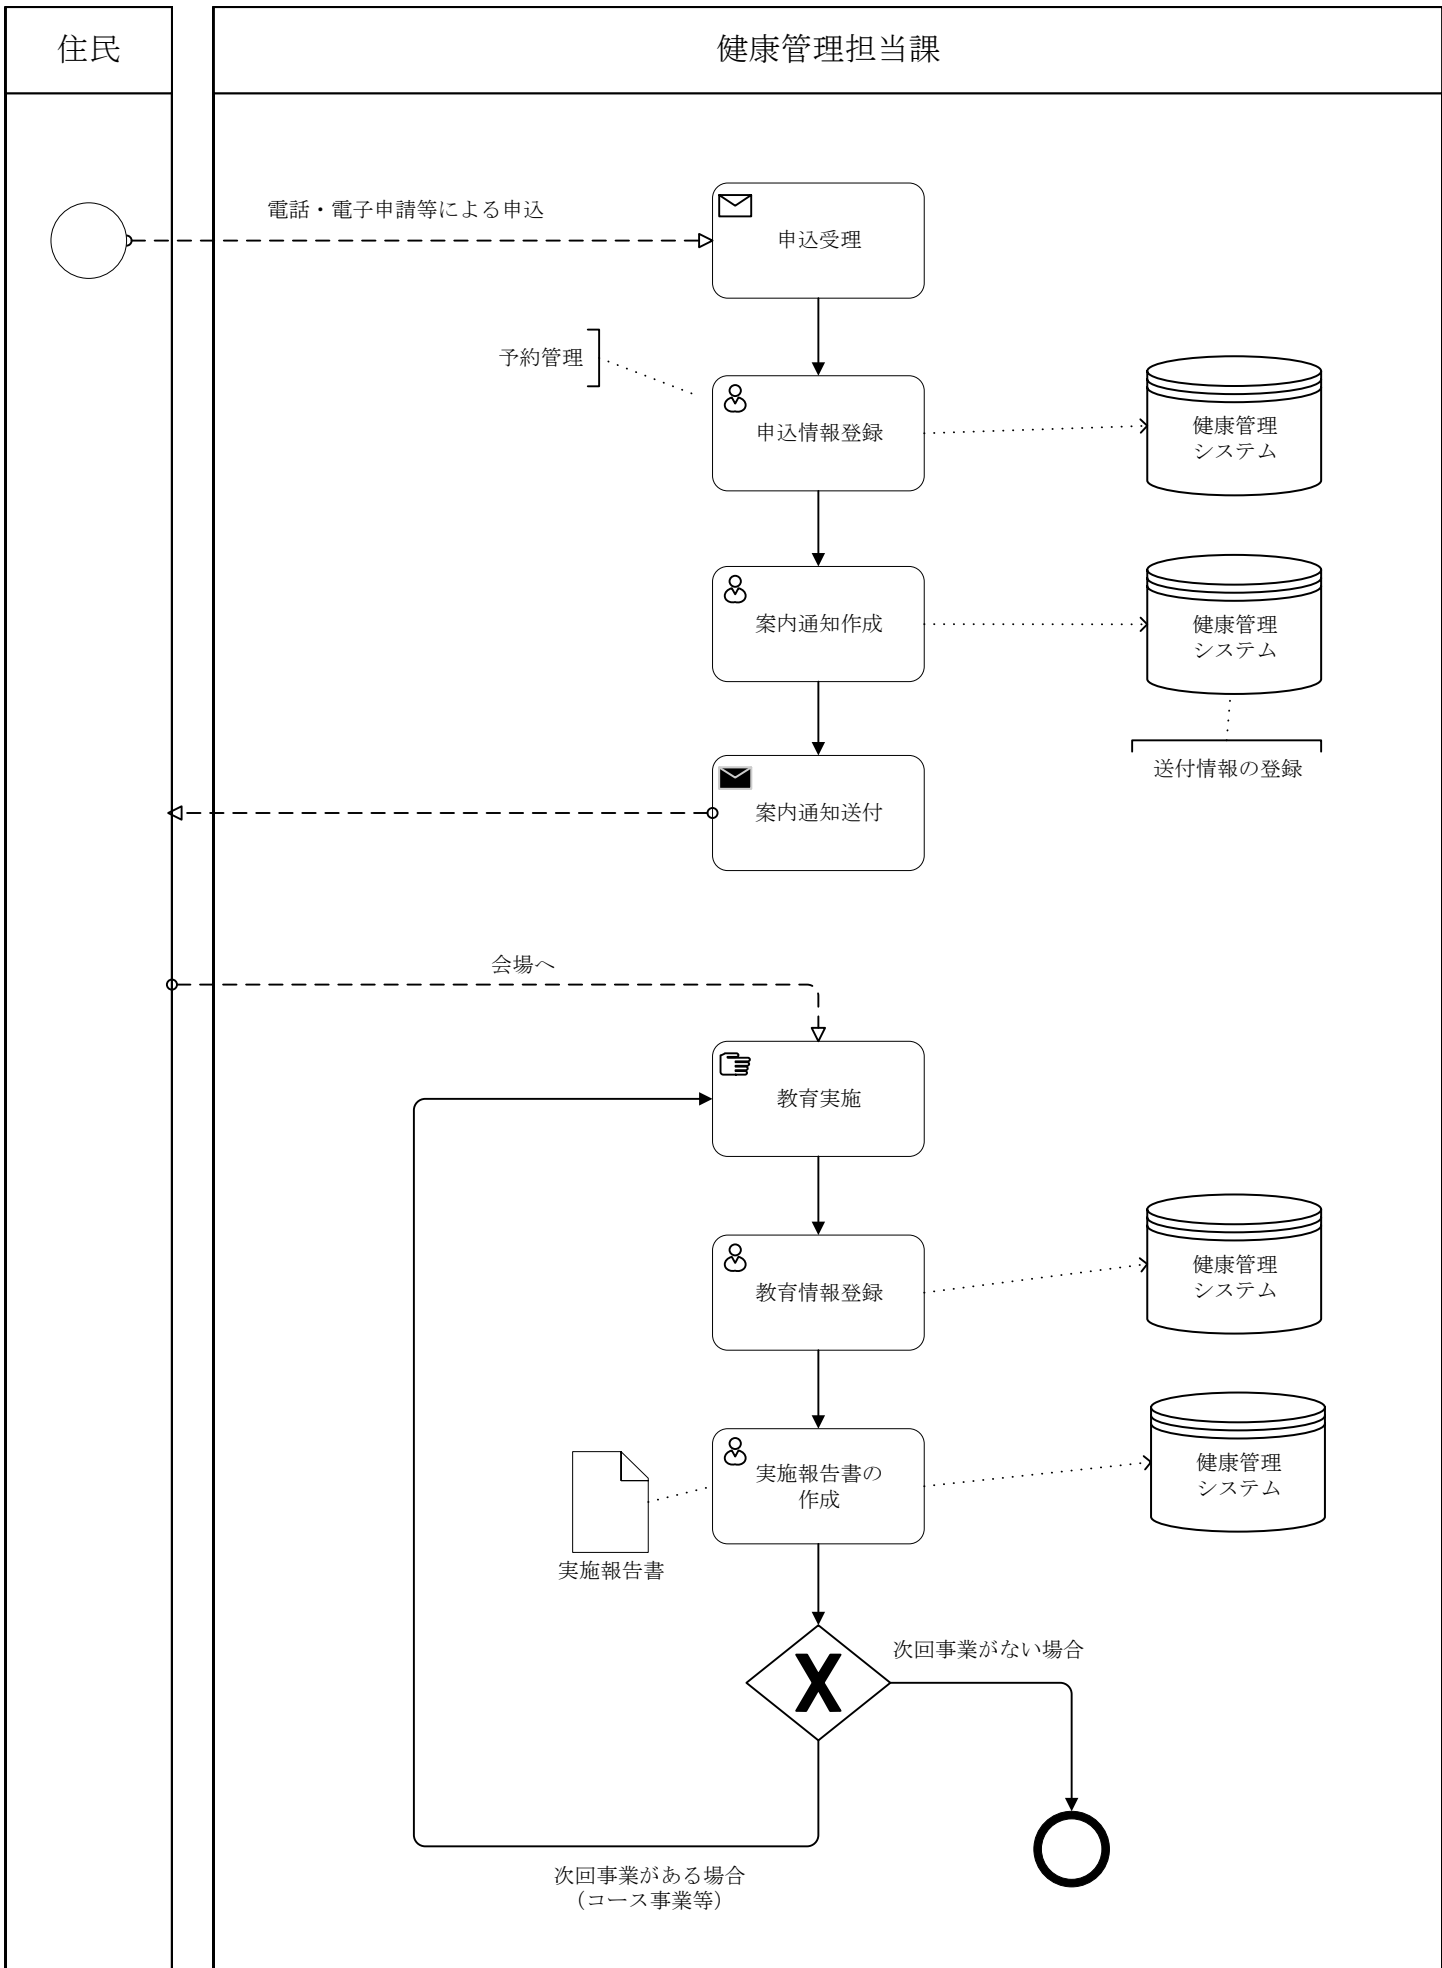 住民
健康管理担当課
電話・電子申請等による申込
申込受理
予約管理
申込情報登録
健康管理
システム
案内通知作成
健康管理
システム
送付情報の登録
案内通知送付
会場へ
教育実施
教育情報登録
健康管理
システム
実施報告書の
作成
健康管理
システム
実施報告書
X
次回事業がない場合
次回事業がある場合
（コース事業等）